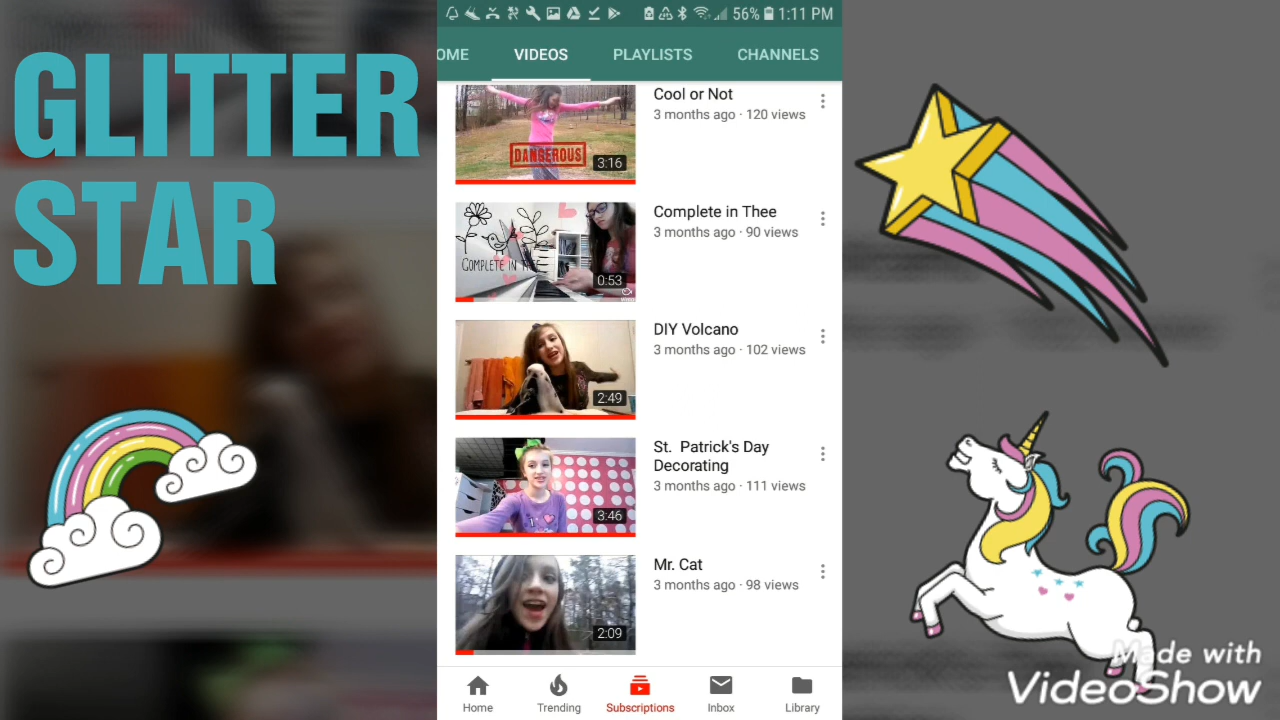 GLITTER
STAR
56% 1:11 PM
OME VIDEOS PLAYLISTS CHANNELS
Cool or Not
3 months ago · 120 views
DANGEROUS
3:16
Complete in Thee
3 months ago · 90 views
COMPLETE IN THEE
0:53
DIY Volcano
3 months ago · 102 views
2:49
St. Patrick's Day
Decorating
3 months ago · 111 views
I
3:46
Mr. Cat
3 months ago · 98 views
2:09
Home Trending Subscriptions Inbox Library
Made with
VideoShow